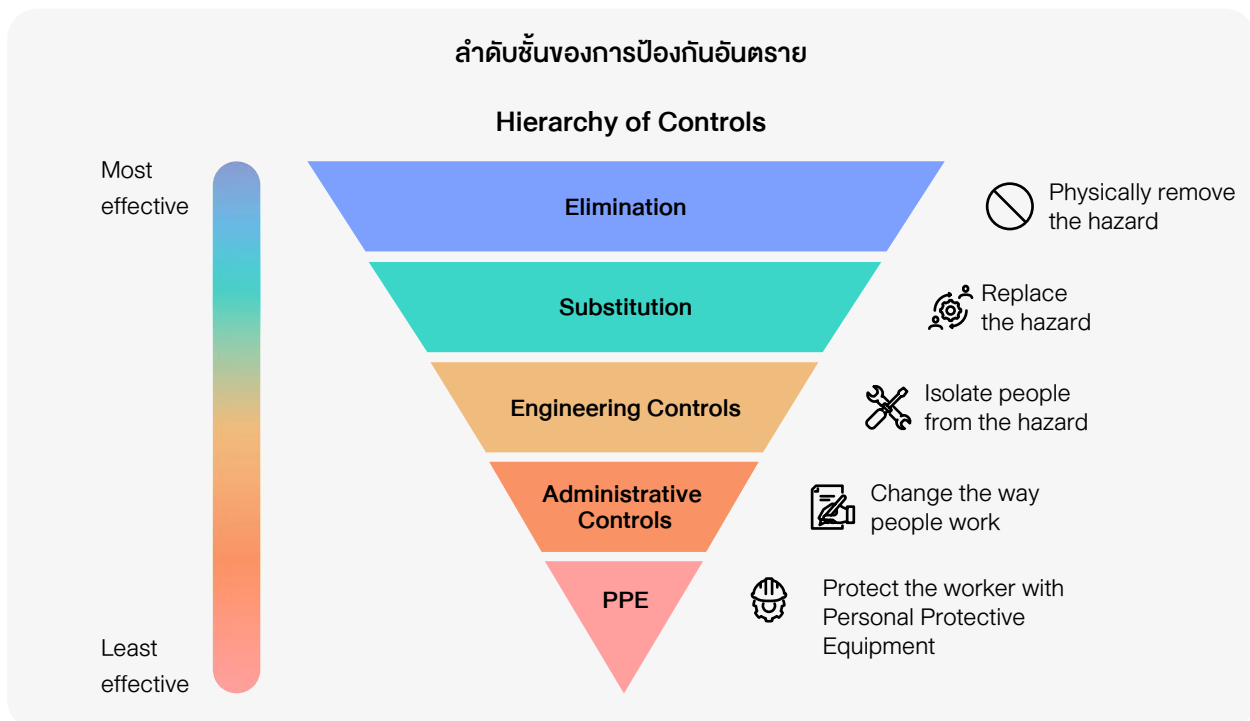 ลำดับชั้นของการป้องกันอันตราย
Hierarchy of Controls
Most
effective
Elimination
Physically remove
the hazard
Substitution
Replace
the hazard
Engineering Controls
Isolate people
from the hazard
Administrative
Controls
Change the way
people work
PPE
Protect the worker with
Personal Protective
Equipment
Least
effective